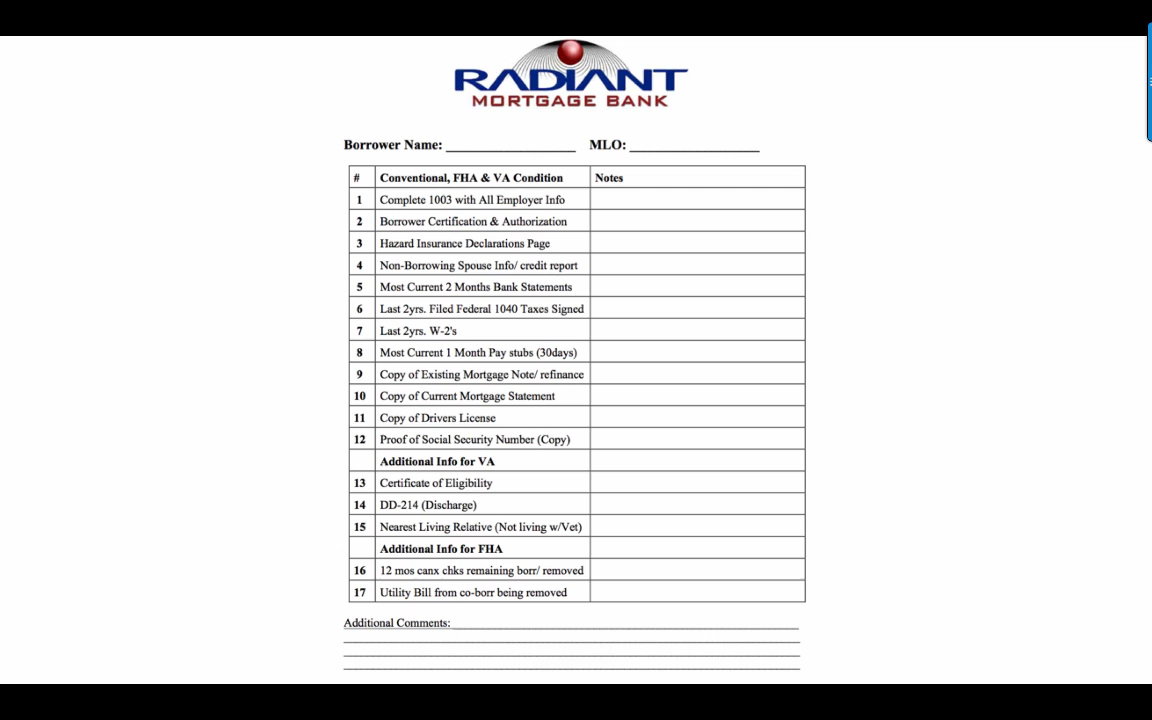 RADIANT
MORTGAGE BANK
Borrower Name: __________________ MLO: __________________
# Conventional, FHA & VA Condition Notes
1 Complete 1003 with All Employer Info
2 Borrower Certification & Authorization
3 Hazard Insurance Declarations Page
4 Non-Borrowing Spouse Info/ credit report
5 Most Current 2 Months Bank Statements
6 Last 2yrs. Filed Federal 1040 Taxes Signed
7 Last 2yrs. W-2's
8 Most Current 1 Month Pay stubs (30days)
9 Copy of Existing Mortgage Note/ refinance
10 Copy of Current Mortgage Statement
11 Copy of Drivers License
12 Proof of Social Security Number (Copy)
Additional Info for VA
13 Certificate of Eligibility
14 DD-214 (Discharge)
15 Nearest Living Relative (Not living w/Vet)
Additional Info for FHA
16 12 mos canx chks remaining borr/ removed
17 Utility Bill from co-borr being removed
Additional Comments: